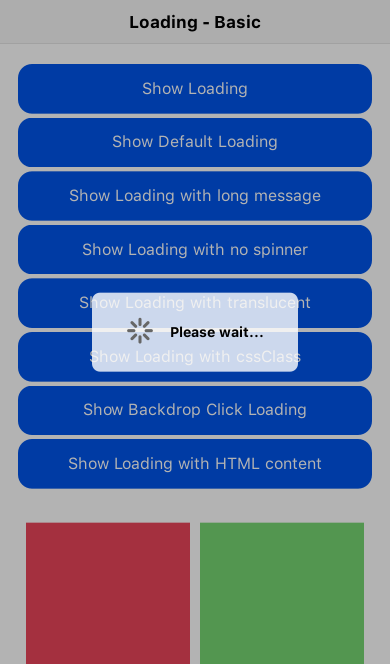 Loading - Basic
Show Loading
Show Default Loading
Show Loading with long message
Show Loading with no spinner
Show Loading with translucent
Please wait...
Show Loading with cssClass
Show Backdrop Click Loading
Show Loading with HTML content